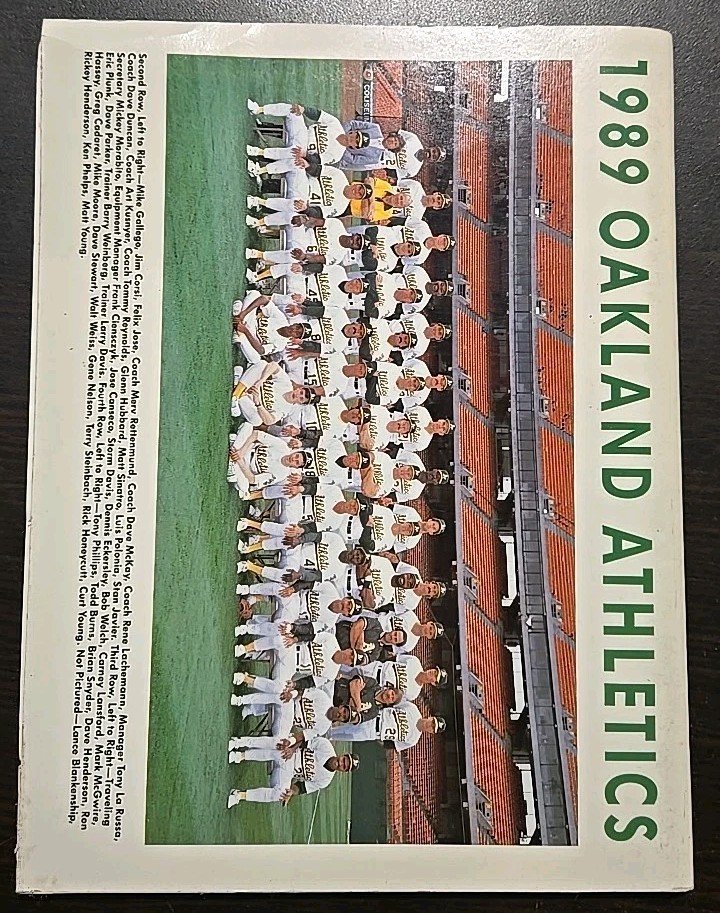 1989 OAKLAND ATHLETICS
Second Row, Left to Right—Mike Gallego, Jim Corsi, Felix Jose, Coach Merv Rettenmund, Coach Dave McKay, Coach Rene Lachemann, Manager Tony La Russa,
Coach Dave Duncan, Coach Art Kusnyer, Coach Tommy Reynolds, Glenn Hubbard, Matt Sinatro, Luis Polonia, Stan Javier. Third Row, Left to Right—Traveling
Secretary Mickey Morabito, Equipment Manager Frank Ciensczyk, Jose Canseco, Storm Davis, Dennis Eckersley, Bob Welch, Carney Lansford, Mark McGwire,
Eric Plunk, Dave Parker, Trainer Barry Weinberg, Trainer Larry Davis. Fourth Row, Left to Right—Tony Phillips, Todd Burns, Brian Snyder, Dave Henderson, Ron
Hassey, Greg Cadaret, Mike Moore, Dave Stewart, Walt Weiss, Gene Nelson, Terry Steinbach, Rick Honeycutt, Curt Young. Not Pictured—Lance Blankenship,
Rickey Henderson, Ken Phelps, Matt Young.